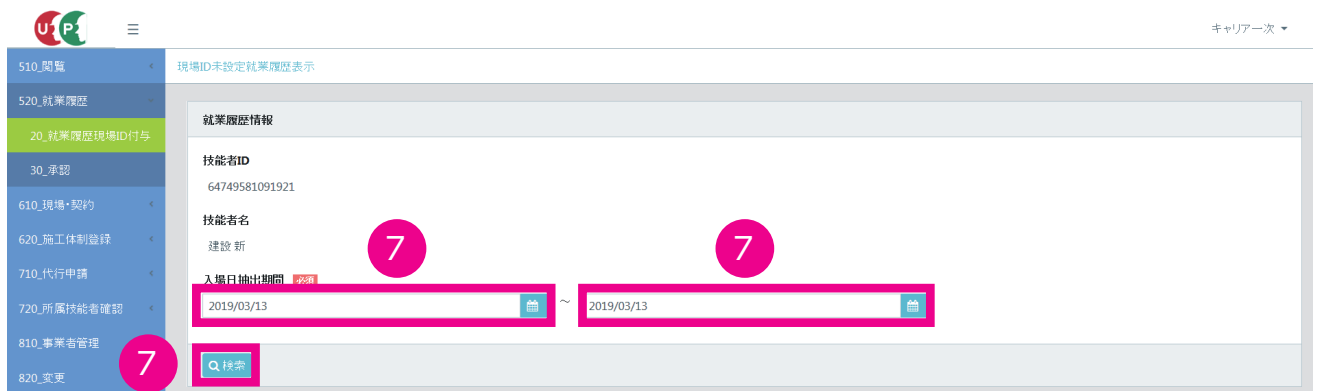 U P
キャリア一次
510_閲覧
現場ID未設定就業履歴表示
520_就業履歴
就業履歴情報
20_就業履歴現場ID付与
技能者ID
30_承認
64749581091921
610_現場・契約
技能者名
620_施工体制登録
建設 新
7
7
710_代行申請
入場日抽出期間 必須
720_所属技能者確認
2019/03/13 ～ 2019/03/13
810_事業者管理
7
検索
820_変更